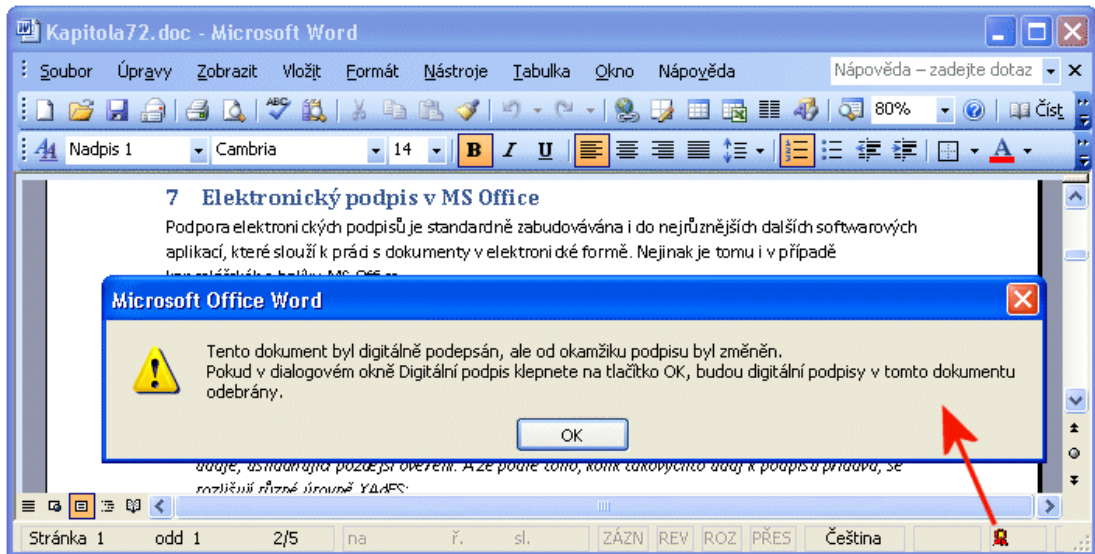 Kapitola72.doc - Microsoft Word
Soubor Úpravy Zobrazit Vložit Formát Nástroje Tabulka Okno Nápověda Nápověda – zadejte dotaz
80% Číst
Nadpis 1 Cambria 14 B I U A
7 Elektronický podpis v MS Office
Podpora elektronických podpisů je standardně zabudovávána i do nejrůznějších dalších softwarových
aplikací, které slouží k práci s dokumenty v elektronické formě. Nejinak je tomu i v případě
MS Office
Microsoft Office Word
Tento dokument byl digitálně podepsán, ale od okamžiku podpisu byl změněn.
Pokud v dialogovém okně Digitální podpis klepnete na tlačítko OK, budou digitální podpisy v tomto dokumentu
odebrány.
OK
údaje, usnadňující pozdější ověření. A že podle toho, kolik takovýchto údajů k podpisu přidává, se
rozlišují různé úrovně XAdES:
Stránka 1 odd 1 2/5 na ř. sl. ZÁZN REV ROZ PŘES Čeština